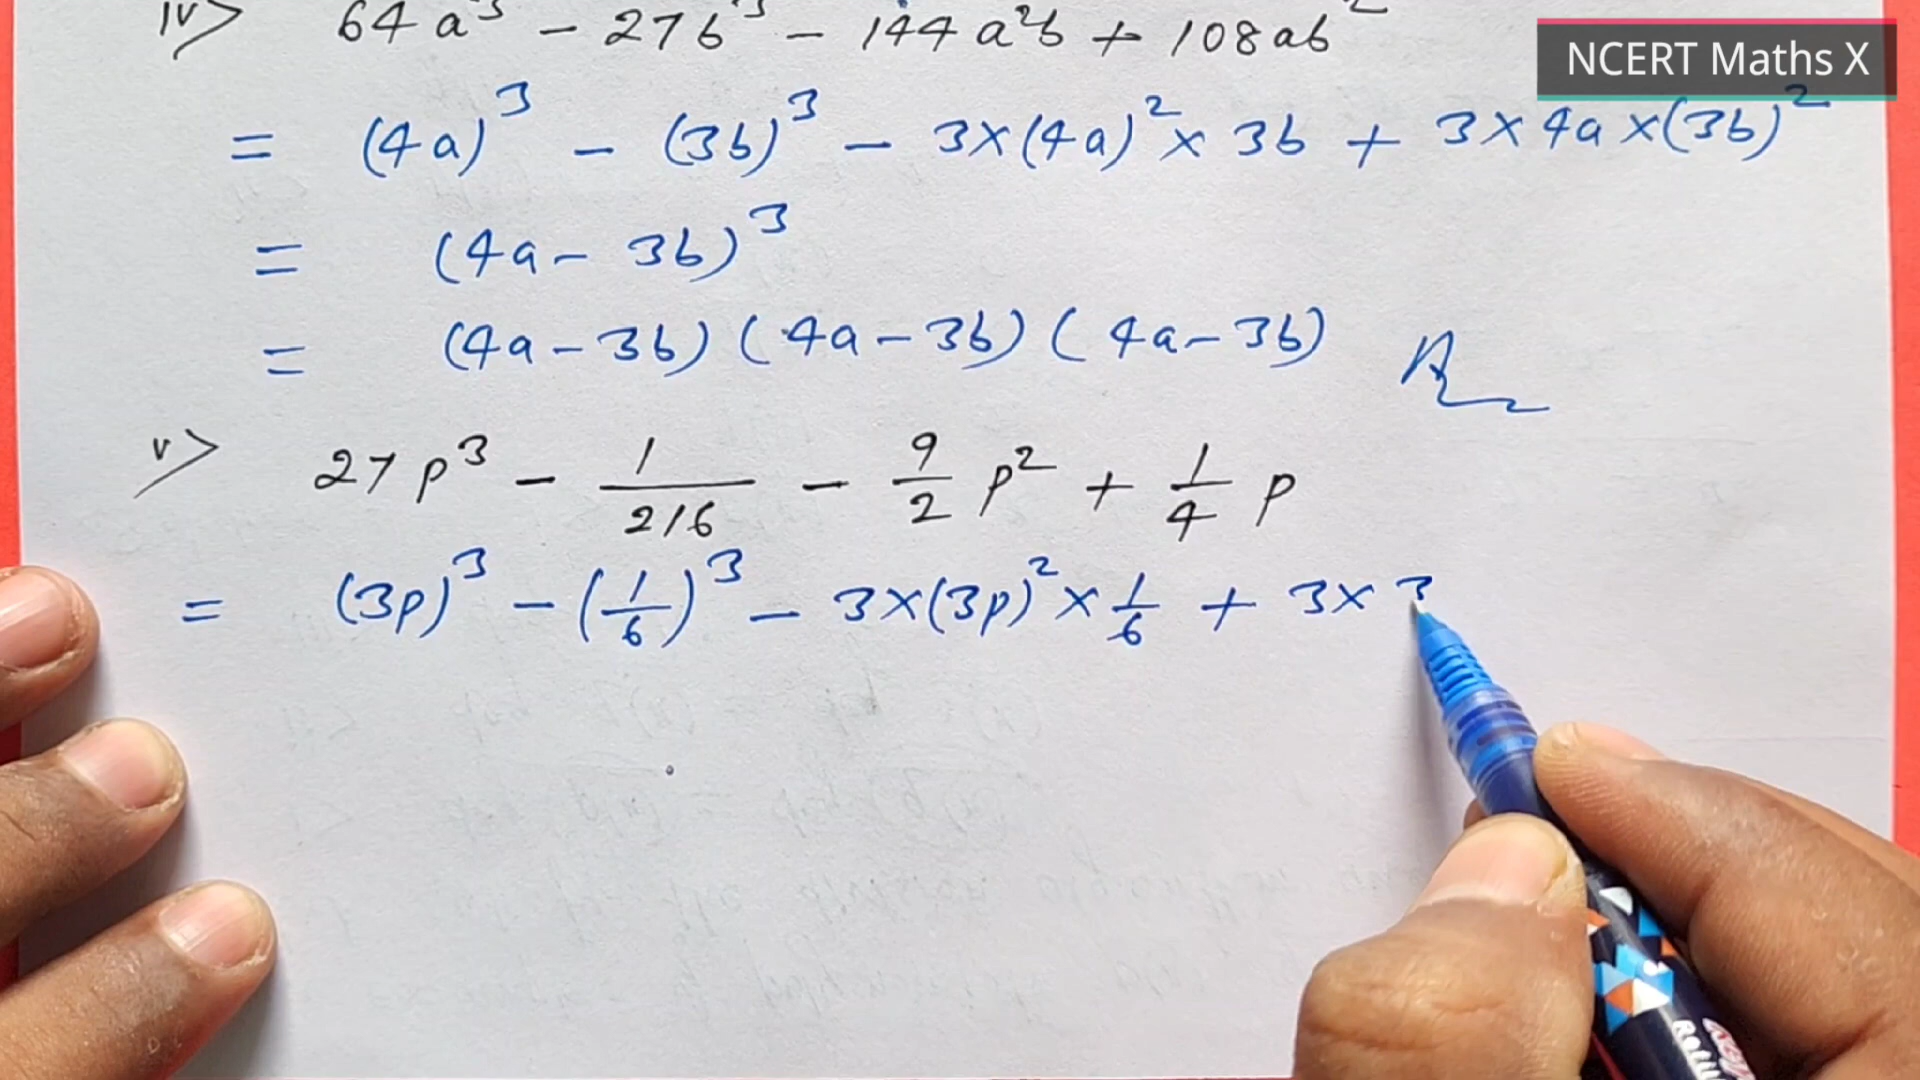 iv> 64a³ - 27b³ - 144a²b + 108ab²
NCERT Maths X
= (4a)³ - (3b)³ - 3×(4a)²× 3b + 3×4a×(3b)²
= (4a - 3b)³
= (4a - 3b) (4a - 3b) (4a - 3b)
v> 27p³ - 1/216 - 9/2 p² + 1/4 p
= (3p)³ - (1/6)³ - 3×(3p)²×1/6 + 3×3